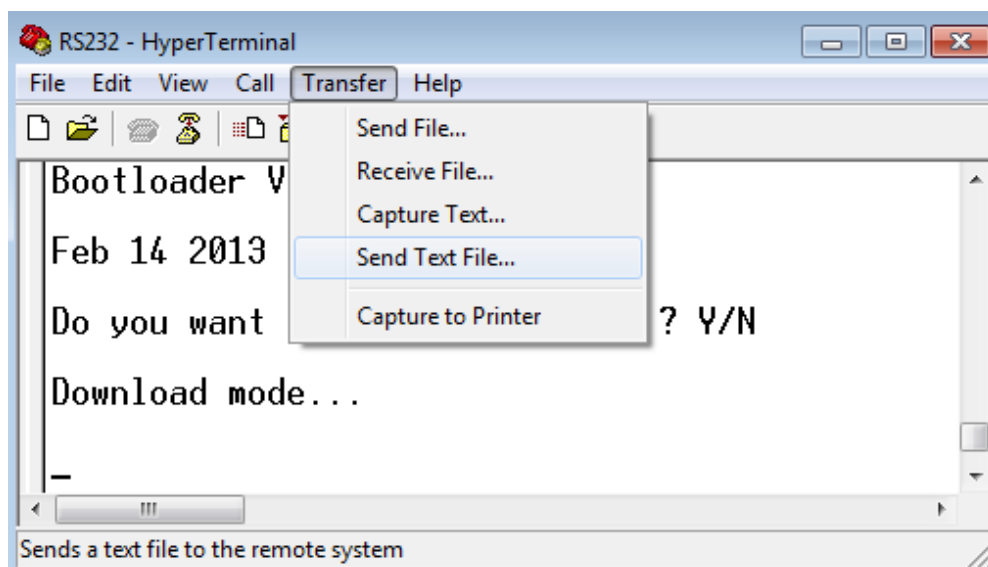 RS232 - HyperTerminal
File Edit View Call Transfer Help
Send File...
Receive File...
Capture Text...
Send Text File...
Capture to Printer
Bootloader V
Feb 14 2013
Do you want ? Y/N
Download mode...
Sends a text file to the remote system